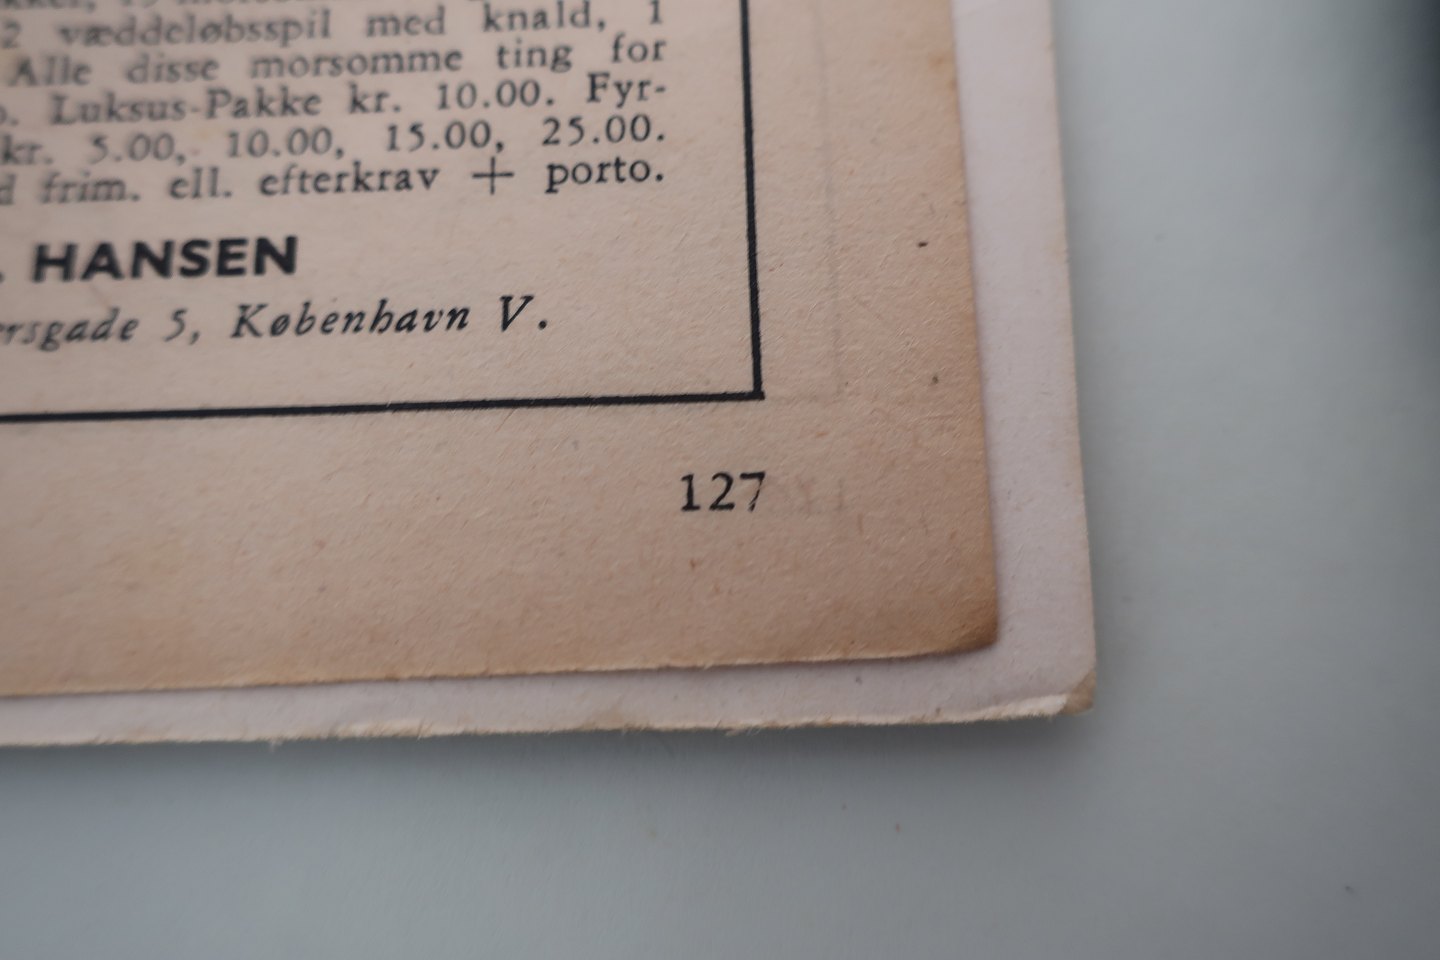 2 væddeløbsspil med knald, 1
Alle disse morsomme ting for
Luksus-Pakke kr. 10.00. Fyr-
kr. 5.00, 10.00, 15.00, 25.00.
frim. ell. efterkrav + porto.
HANSEN
ersgade 5, København V.
127